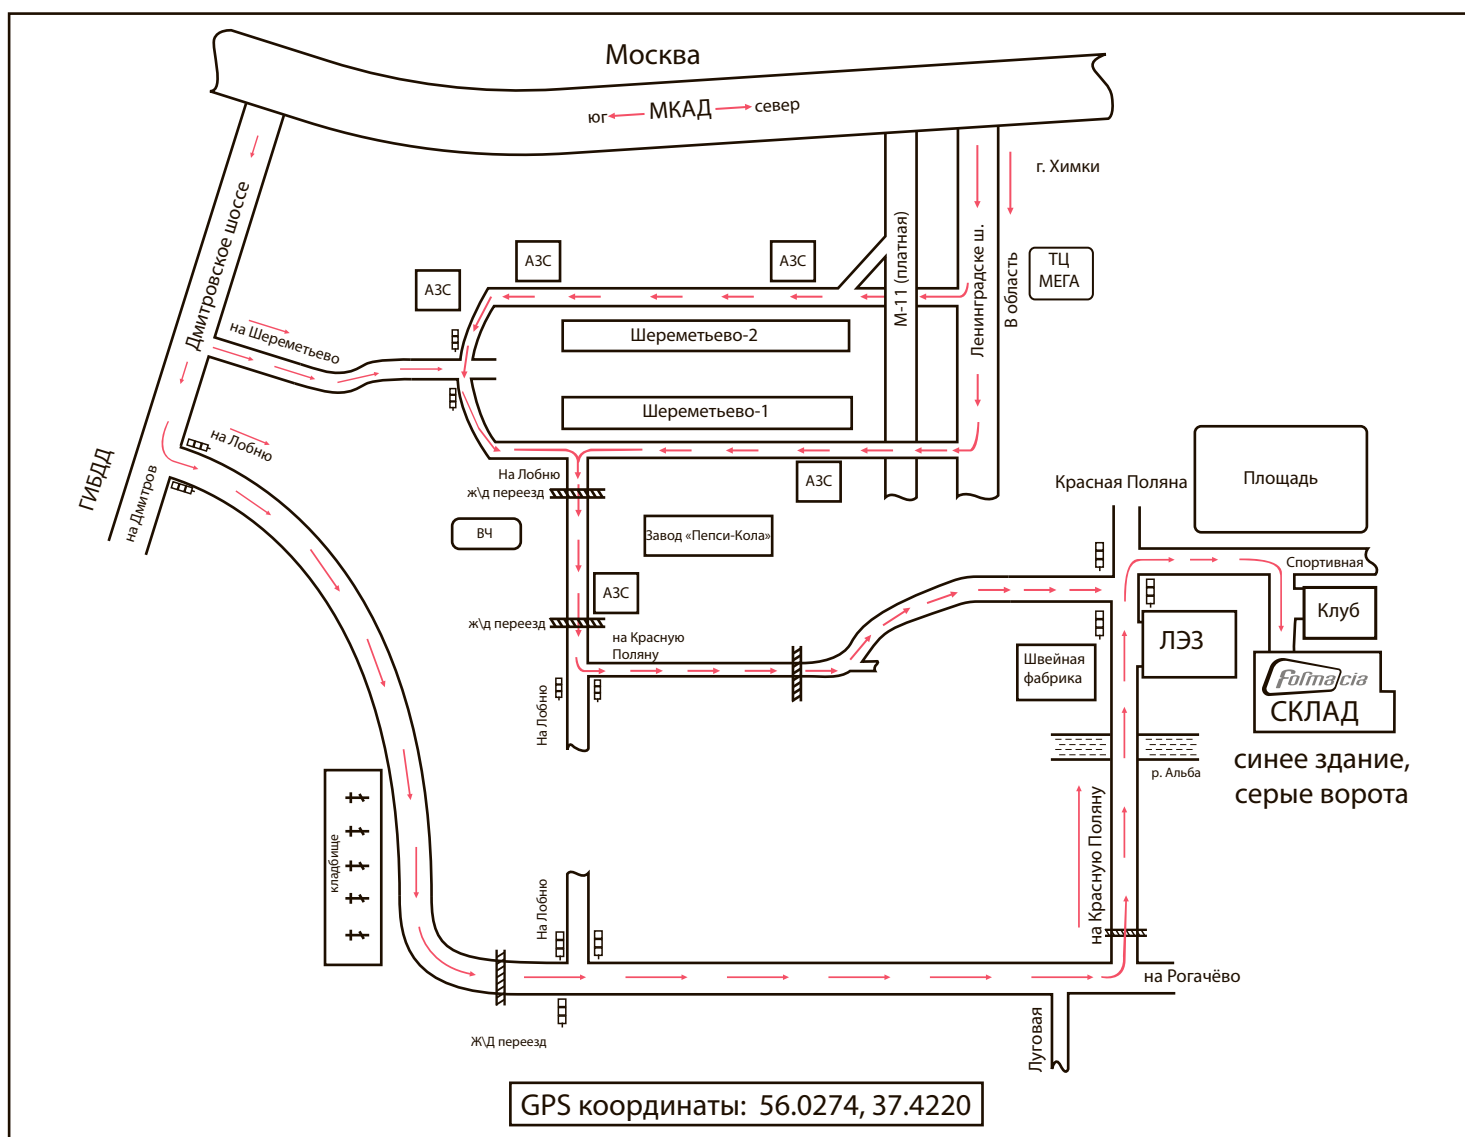 Москва
юг
МКАД
север
г. Химки
Дмитровское шоссе
М-11 (платная)
Ленинградске ш.
В область
ТЦ
МЕГА
АЗС
АЗС
АЗС
на Шереметьево
Шереметьево-2
Шереметьево-1
на Лобню
ГИБДД
на Дмитров
На Лобню
ж\д переезд
АЗС
Красная Поляна
Площадь
ВЧ
Завод «Пепси-Кола»
Спортивная
АЗС
ж\д переезд
на Красную
Поляну
Клуб
ЛЭЗ
Швейная
фабрика
На Лобню
Formacia
СКЛАД
синее здание,
серые ворота
р. Альба
кладбище
на Красную Поляну
На Лобню
на Рогачёво
Ж\Д переезд
Луговая
GPS координаты: 56.0274, 37.4220